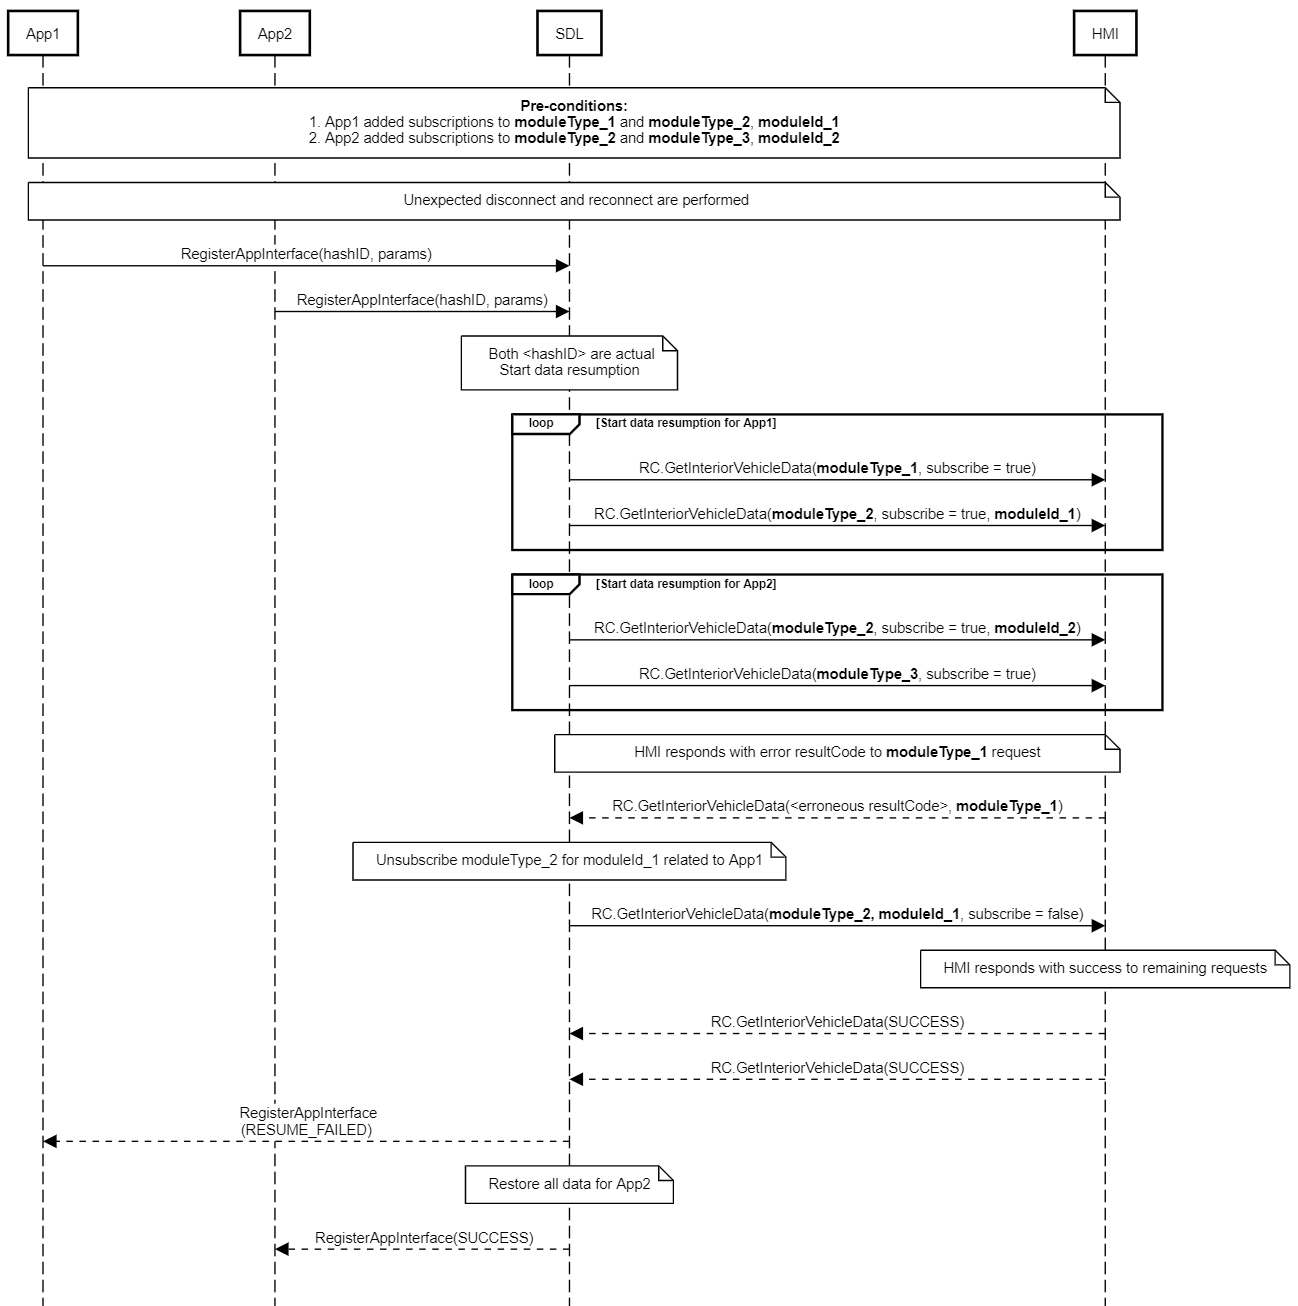 App1
App2
SDL
HMI
Pre-conditions:
1. App1 added subscriptions to moduleType_1 and moduleType_2, moduleId_1
2. App2 added subscriptions to moduleType_2 and moduleType_3, moduleId_2
Unexpected disconnect and reconnect are performed
RegisterAppInterface(hashID, params)
RegisterAppInterface(hashID, params)
Both <hashID> are actual
Start data resumption
loop
[Start data resumption for App1]
RC.GetInteriorVehicleData(moduleType_1, subscribe = true)
RC.GetInteriorVehicleData(moduleType_2, subscribe = true, moduleId_1)
loop
[Start data resumption for App2]
RC.GetInteriorVehicleData(moduleType_2, subscribe = true, moduleId_2)
RC.GetInteriorVehicleData(moduleType_3, subscribe = true)
HMI responds with error resultCode to moduleType_1 request
RC.GetInteriorVehicleData(<erroneous resultCode>, moduleType_1)
Unsubscribe moduleType_2 for moduleId_1 related to App1
RC.GetInteriorVehicleData(moduleType_2, moduleId_1, subscribe = false)
HMI responds with success to remaining requests
RC.GetInteriorVehicleData(SUCCESS)
RC.GetInteriorVehicleData(SUCCESS)
RegisterAppInterface
(RESUME_FAILED)
Restore all data for App2
RegisterAppInterface(SUCCESS)